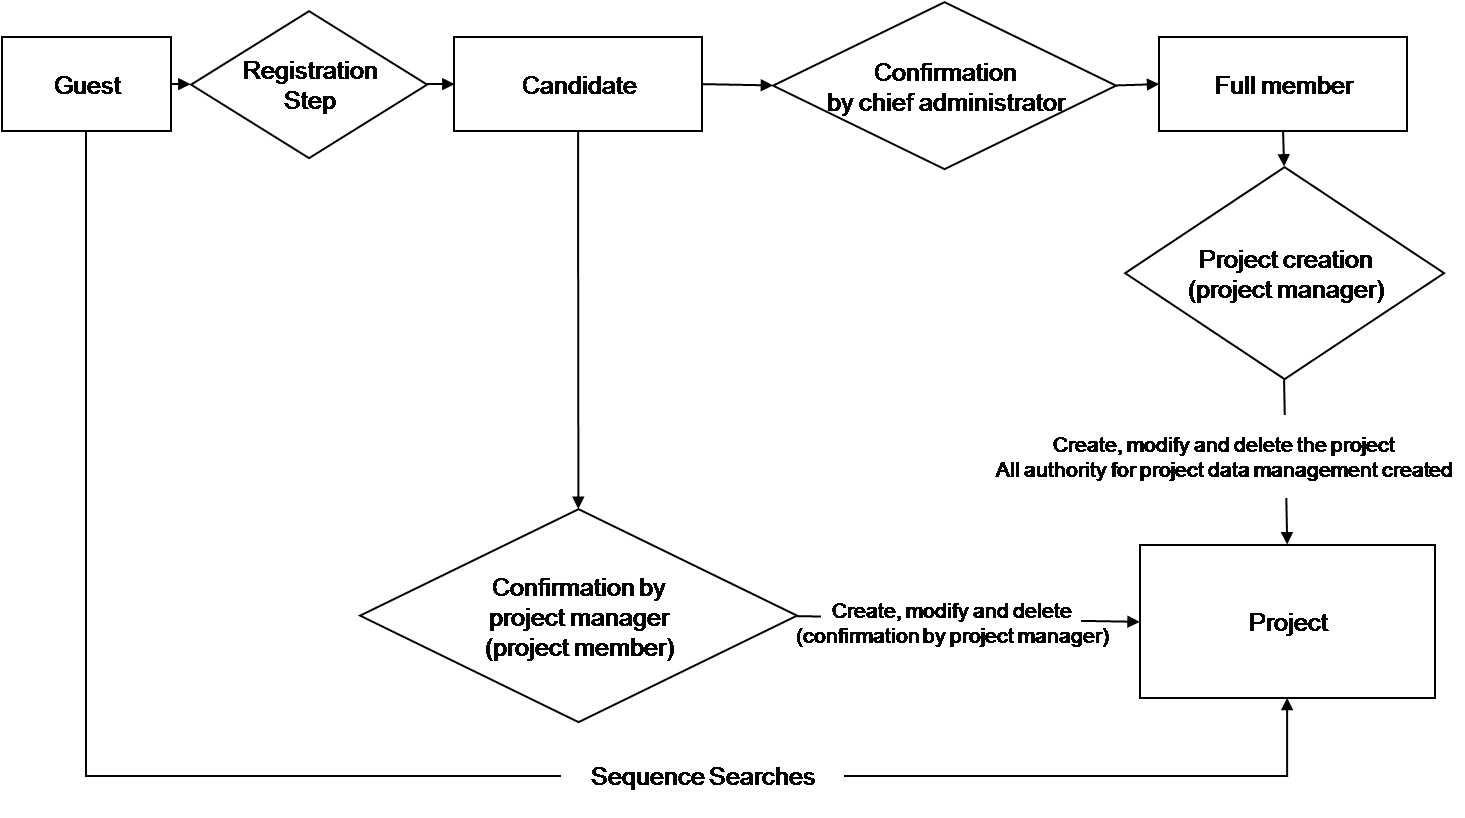 Guest
Registration
Step
Candidate
Confirmation
by chief administrator
Full member
Project creation
(project manager)
Create, modify and delete the project
All authority for project data management created
Confirmation by
project manager
(project member)
Create, modify and delete
(confirmation by project manager)
Project
Sequence Searches